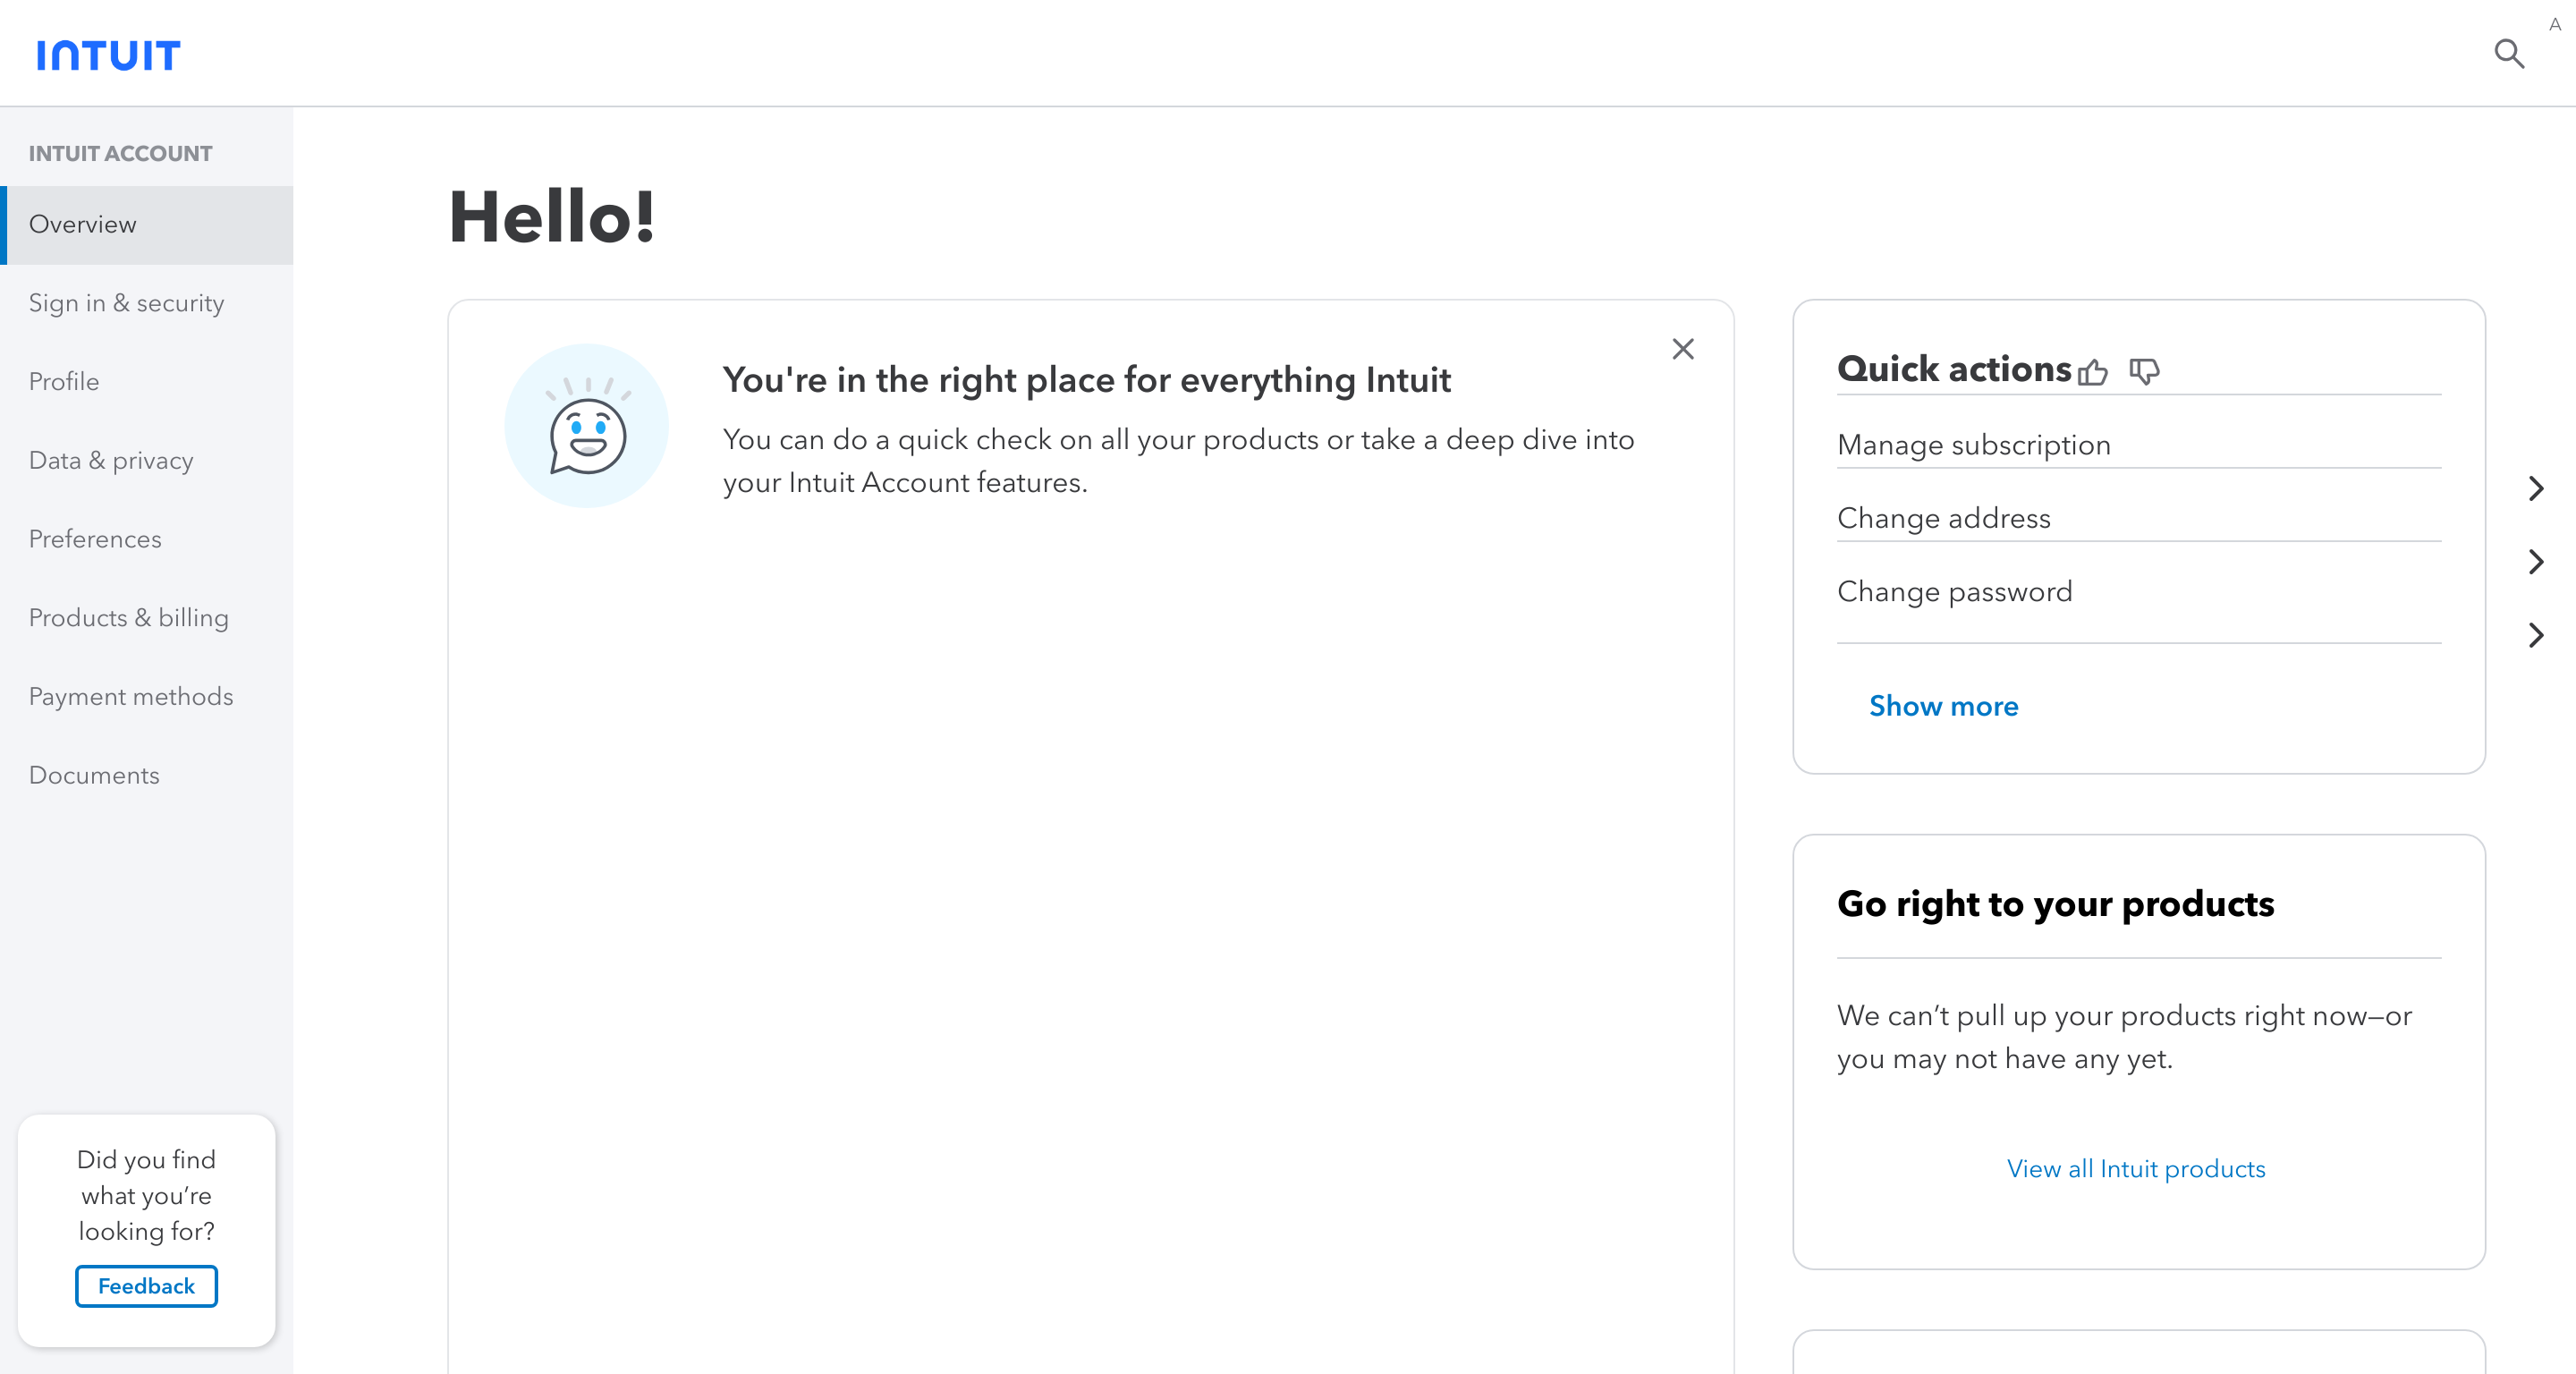 INTUIT
A
INTUIT ACCOUNT
Overview
Sign in & security
Profile
Data & privacy
Preferences
Products & billing
Payment methods
Documents
Did you find
what you’re
looking for?
Feedback
Hello!
You're in the right place for everything Intuit
You can do a quick check on all your products or take a deep dive into
your Intuit Account features.
Quick actions
Manage subscription
Change address
Change password
Show more
Go right to your products
We can’t pull up your products right now—or
you may not have any yet.
View all Intuit products